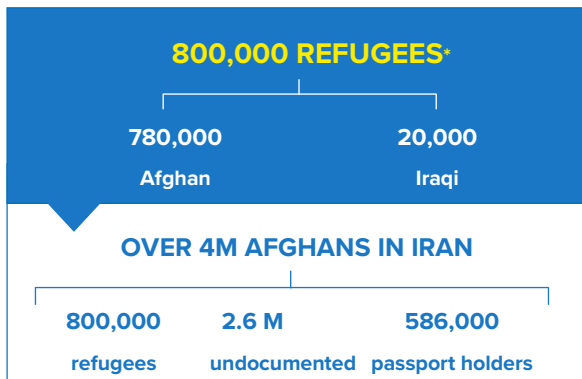 800,000 REFUGEES*
780,000 20,000
Afghan Iraqi
OVER 4M AFGHANS IN IRAN
800,000 2.6 M 586,000
refugees undocumented passport holders